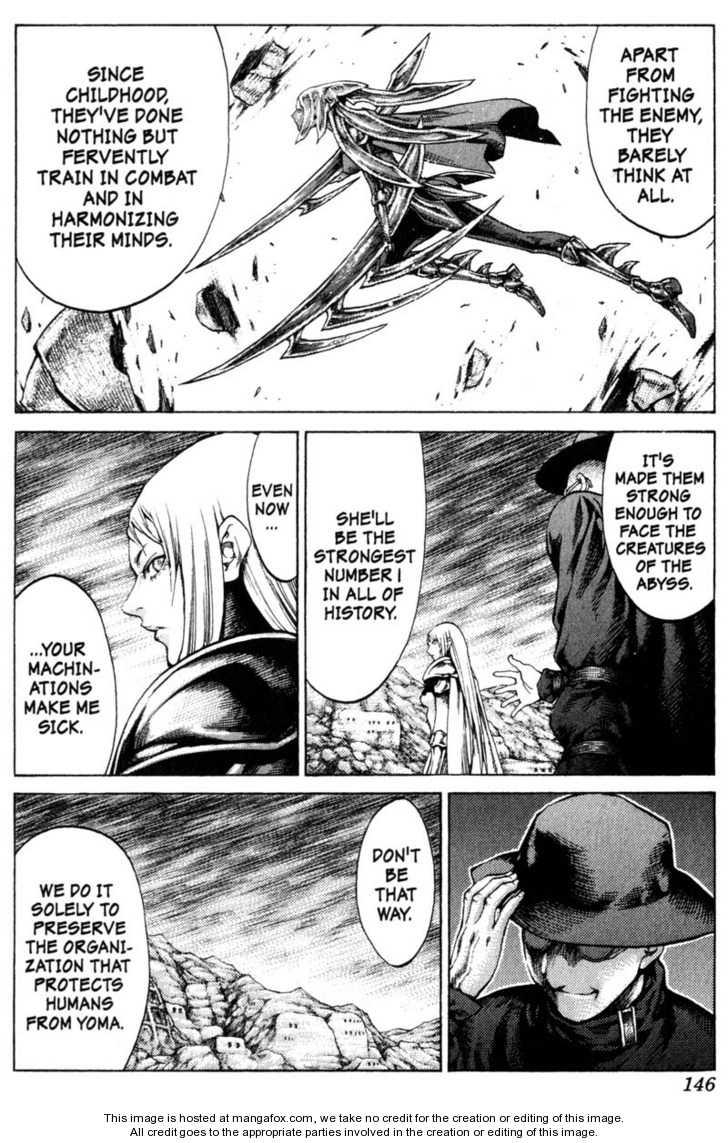 APART
FROM
FIGHTING
THE ENEMY,
THEY
BARELY
THINK AT
ALL.
SINCE
CHILDHOOD,
THEY'VE DONE
NOTHING BUT
FERVENTLY
TRAIN IN COMBAT
AND IN
HARMONIZING
THEIR MINDS.
IT'S
MADE THEM
STRONG
ENOUGH TO
FACE THE
CREATURES
OF THE
ABYSS.
SHE'LL
BE THE
STRONGEST
NUMBER 1
IN ALL OF
HISTORY.
EVEN
NOW
...
...YOUR
MACHIN-
ATIONS
MAKE ME
SICK.
DON'T
BE
THAT
WAY.
WE DO IT
SOLELY TO
PRESERVE
THE ORGANI-
ZATION THAT
PROTECTS
HUMANS
FROM YOMA.
146
This image is hosted at mangafox.com, we take no credit for the creation or editing of this image.
All credit goes to the appropriate parties involved in the creation or editing of this image.